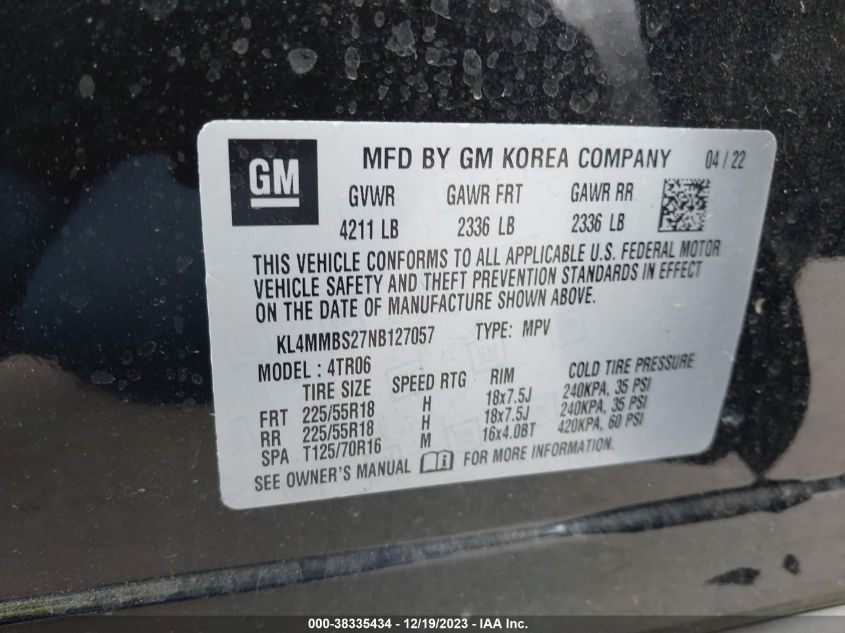 GM MFD BY GM KOREA COMPANY 04 / 22
GVWR GAWR FRT GAWR RR
4211 LB 2336 LB 2336 LB
THIS VEHICLE CONFORMS TO ALL APPLICABLE U.S. FEDERAL MOTOR
VEHICLE SAFETY AND THEFT PREVENTION STANDARDS IN EFFECT
ON THE DATE OF MANUFACTURE SHOWN ABOVE.
KL4MMBS27NB127057 TYPE: MPV
MODEL : 4TR06
TIRE SIZE SPEED RTG RIM COLD TIRE PRESSURE
FRT 225/55R18 H 18x7.5J 240KPA, 35 PSI
RR 225/55R18 H 18x7.5J 240KPA, 35 PSI
SPA T125/70R16 M 16x4.0BT 420KPA, 60 PSI
SEE OWNER'S MANUAL FOR MORE INFORMATION.
000-38335434 - 12/19/2023 - IAA Inc.